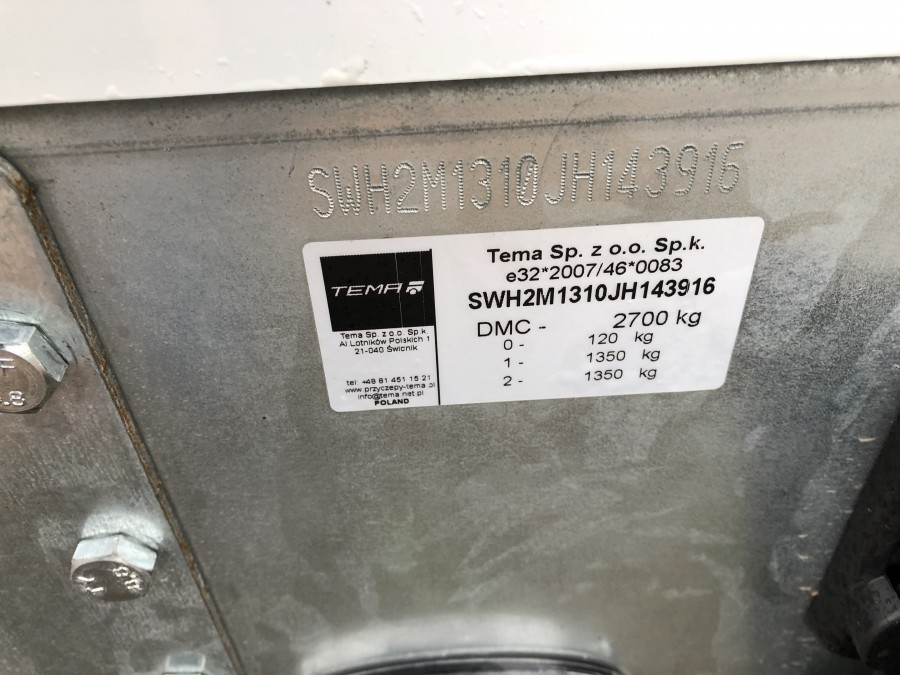 SWH2M1310JH143916
TEMA
Tema Sp. z o.o. Sp.k.
Al Lotników Polskich 1
21-040 Świcnik
tel: +48 81 451 15 21
www.przyczepy-tema.pl
info@tema.net.pl
POLAND
Tema Sp. z o.o. Sp.k.
e32*2007/46*0083
SWH2M1310JH143916
DMC - 2700 kg
0 - 120 kg
1 - 1350 kg
2 - 1350 kg